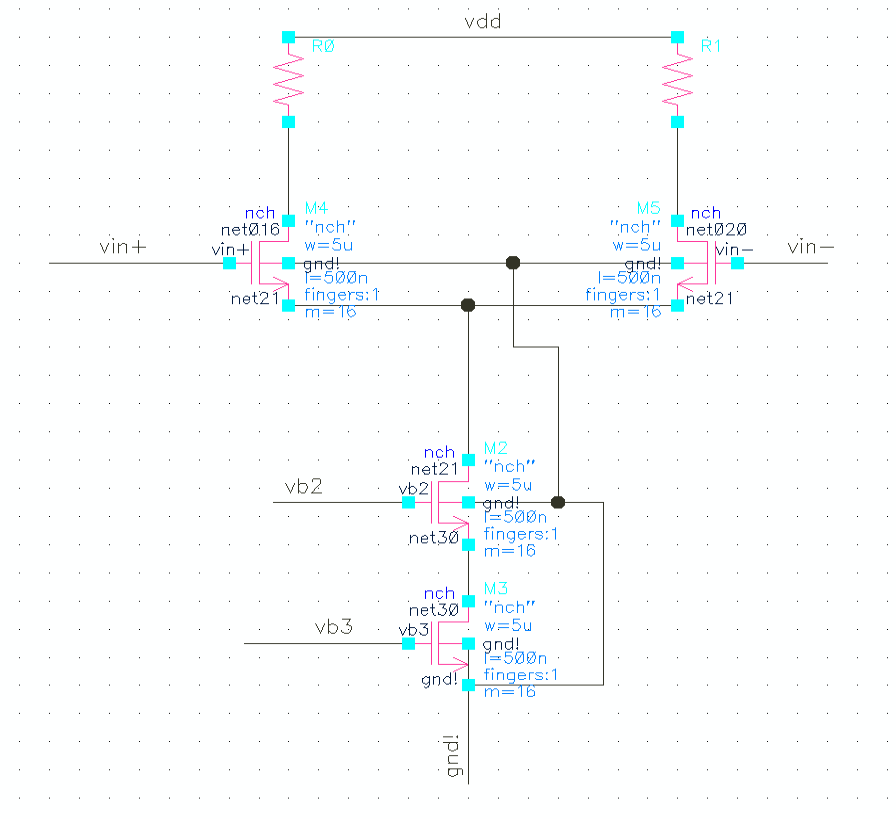 vdd
R0
R1
nch
M4
net016
"nch"
w=5u
vin+
vin+
gnd!
l=500n
fingers:1
net21
m=16
M5
nch
"nch"
net020
w=5u
vin-
vin-
gnd!
l=500n
fingers:1
net21
m=16
nch
M2
net21
"nch"
w=5u
vb2
vb2
gnd!
l=500n
fingers:1
net30
m=16
nch
M3
net30
"nch"
w=5u
vb3
vb3
gnd!
l=500n
fingers:1
gnd!
m=16
gnd!